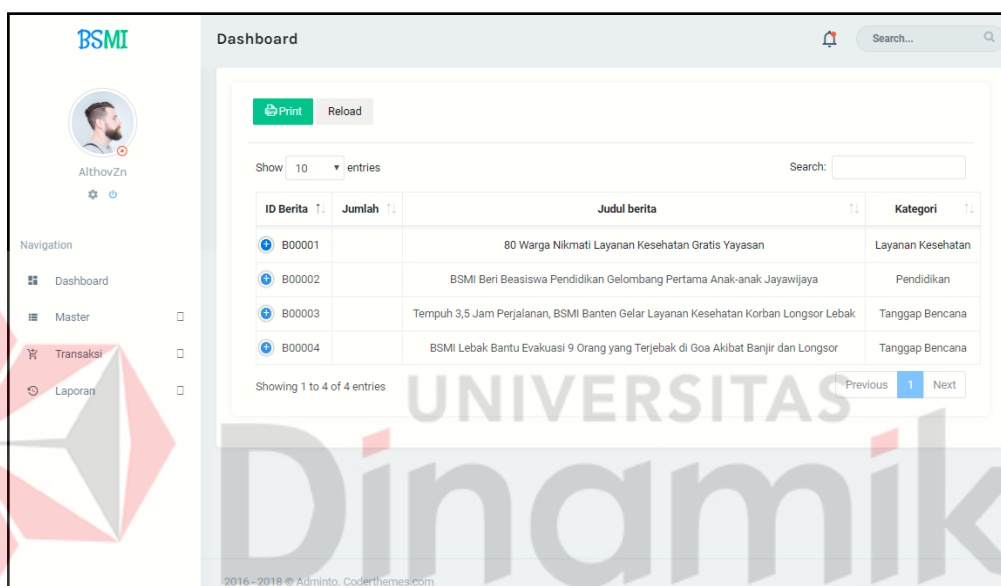 BSMI
Dashboard
Search...
Print Reload
AlthovZn
Show 10 entries
Search:
ID Berita Jumlah Judul berita Kategori
Navigation
B00001 80 Warga Nikmati Layanan Kesehatan Gratis Yayasan Layanan Kesehatan
Dashboard
B00002 BSMI Beri Beasiswa Pendidikan Gelombang Pertama Anak-anak Jayawijaya Pendidikan
Master
B00003 Tempuh 3,5 Jam Perjalanan, BSMI Banten Gelar Layanan Kesehatan Korban Longsor Lebak Tanggap Bencana
Transaksi
B00004 BSMI Lebak Bantu Evakuasi 9 Orang yang Terjebak di Goa Akibat Banjir dan Longsor Tanggap Bencana
Laporan
Showing 1 to 4 of 4 entries
Previous 1 Next
UNIVERSITAS
Dinamik
2016 - 2018 © Adminto. Coderthemes.com